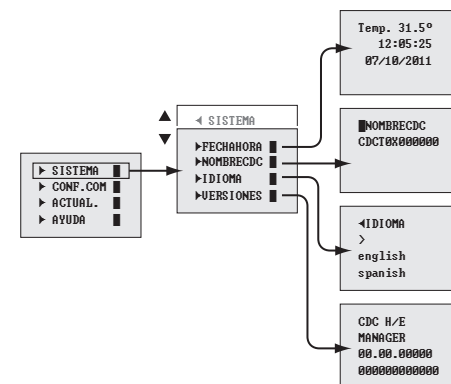 SISTEMA
CONF.COM
ACTUAL.
AYUDA
SISTEMA
FECHAHORA
NOMBRECDC
IDIOMA
VERSIONES
Temp. 31.5º
12:05:25
07/10/2011
NOMBRECDC
CDCT0X000000
IDIOMA
>
english
spanish
CDC H/E
MANAGER
00.00.00000
000000000000